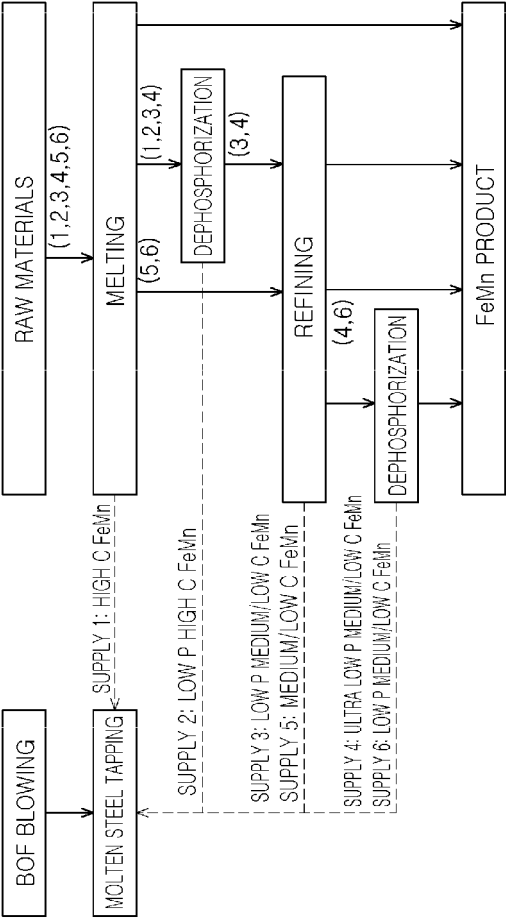 RAW MATERIALS
(1,2,3,4,5,6)
MELTING
(1,2,3,4)
(5,6)
DEPHOSPHORIZATION
(3,4)
REFINING
(4,6)
DEPHOSPHORIZATION
FeMn PRODUCT
BOF BLOWING
MOLTEN STEEL TAPPING
SUPPLY 1: HIGH C FeMn
SUPPLY 2: LOW P HIGH C FeMn
SUPPLY 3: LOW P MEDIUM/LOW C FeMn
SUPPLY 5: MEDIUM/LOW C FeMn
SUPPLY 4: ULTRA LOW P MEDIUM/LOW C FeMn
SUPPLY 6: LOW P MEDIUM/LOW C FeMn